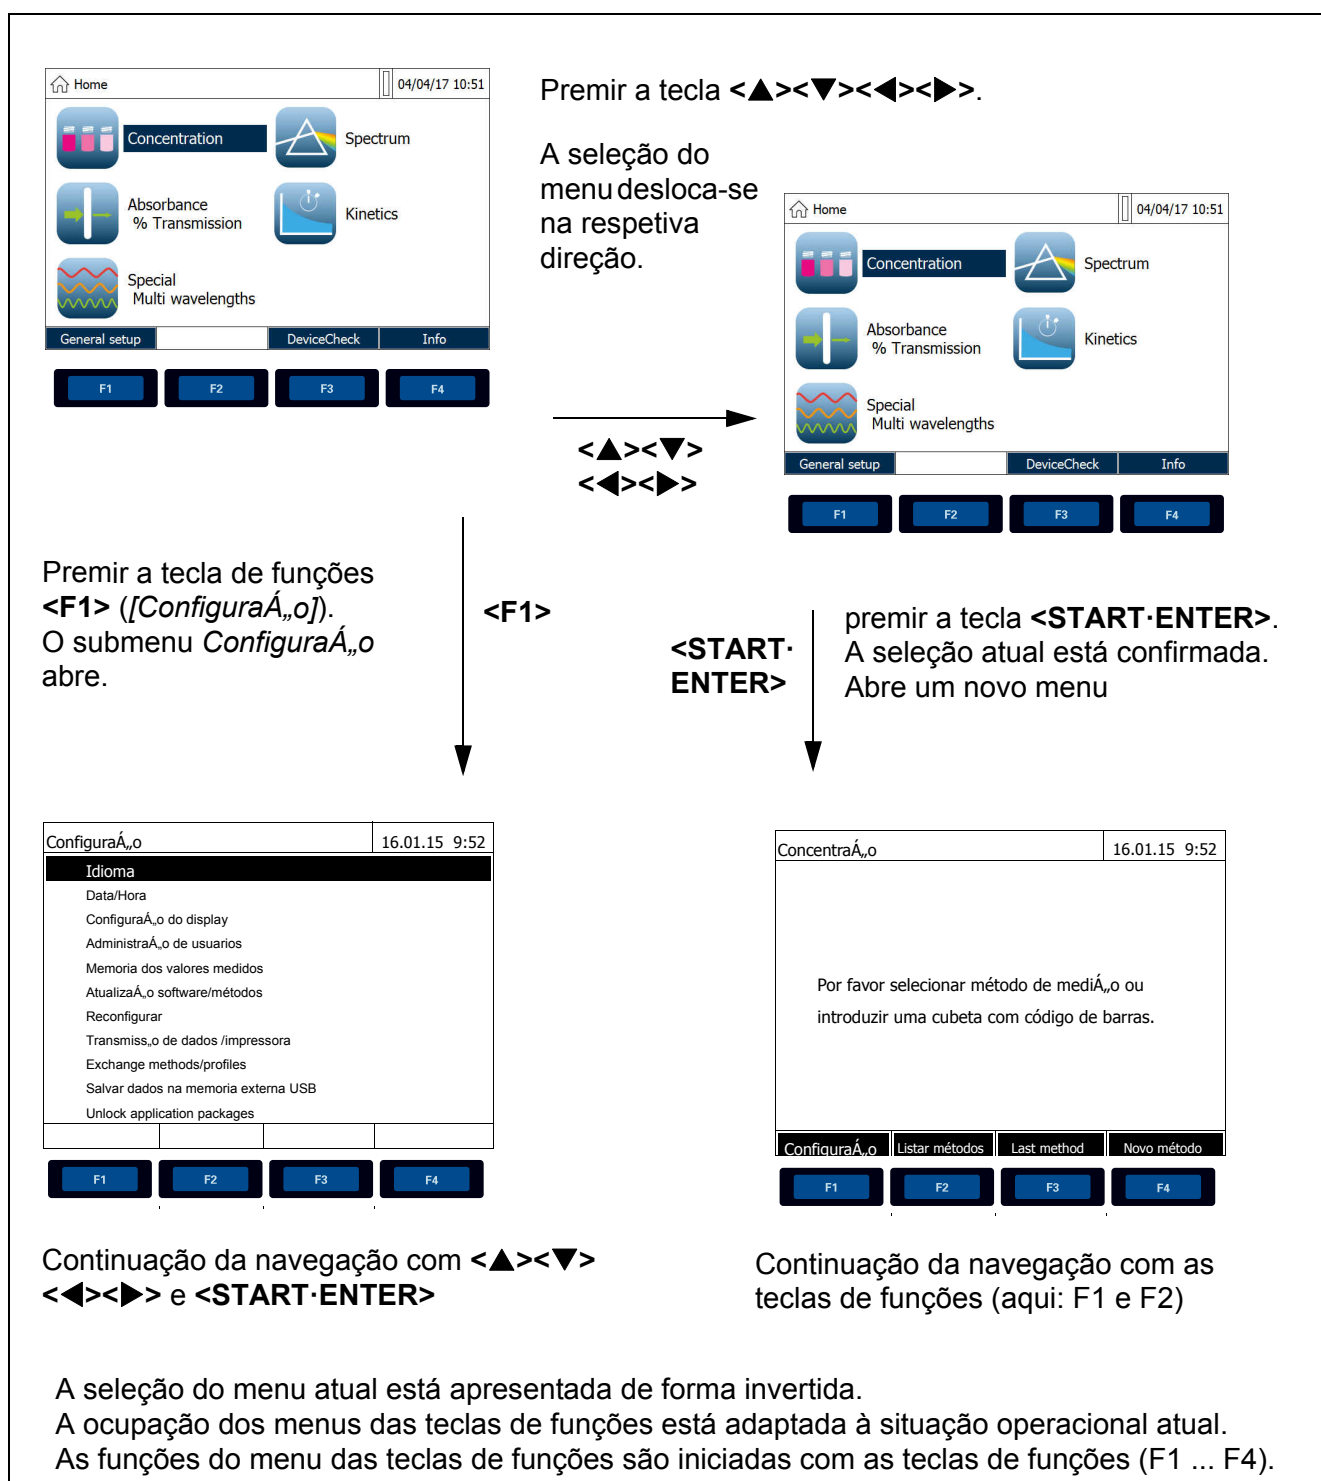 Home 04/04/17 10:51
Concentration Spectrum
Absorbance
% Transmission
Kinetics
Special
Multi wavelengths
General setup DeviceCheck Info
F1 F2 F3 F4
Premir a tecla <▲><▼><◀><▶>.
A seleção do
menu desloca-se
na respetiva
direção.
<▲><▼>
<◀><▶>
Home 04/04/17 10:51
Concentration Spectrum
Absorbance
% Transmission
Kinetics
Special
Multi wavelengths
General setup DeviceCheck Info
F1 F2 F3 F4
Premir a tecla de funções
<F1> ([ConfiguraÁ„o]).
O submenu ConfiguraÁ„o
abre.
<F1>
<START·
ENTER>
premir a tecla <START·ENTER>.
A seleção atual está confirmada.
Abre um novo menu
ConfiguraÁ„o 16.01.15 9:52
Idioma
Data/Hora
ConfiguraÁ„o do display
AdministraÁ„o de usuarios
Memoria dos valores medidos
AtualizaÁ„o software/métodos
Reconfigurar
Transmiss„o de dados /impressora
Exchange methods/profiles
Salvar dados na memoria externa USB
Unlock application packages
F1 F2 F3 F4
ConcentraÁ„o 16.01.15 9:52
Por favor selecionar método de mediÁ„o ou
introduzir uma cubeta com código de barras.
ConfiguraÁ„o Listar métodos Last method Novo método
F1 F2 F3 F4
Continuação da navegação com <▲><▼>
<◀><▶> e <START·ENTER>
Continuação da navegação com as
teclas de funções (aqui: F1 e F2)
A seleção do menu atual está apresentada de forma invertida.
A ocupação dos menus das teclas de funções está adaptada à situação operacional atual.
As funções do menu das teclas de funções são iniciadas com as teclas de funções (F1 ... F4).